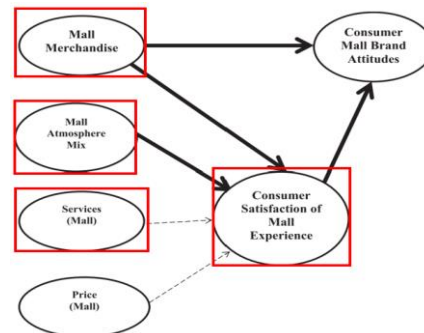 Mall
Merchandise
Consumer
Mall Brand
Attitudes
Mall
Atmosphere
Mix
Services
(Mall)
Consumer
Satisfaction of
Mall
Experience
Price
(Mall)